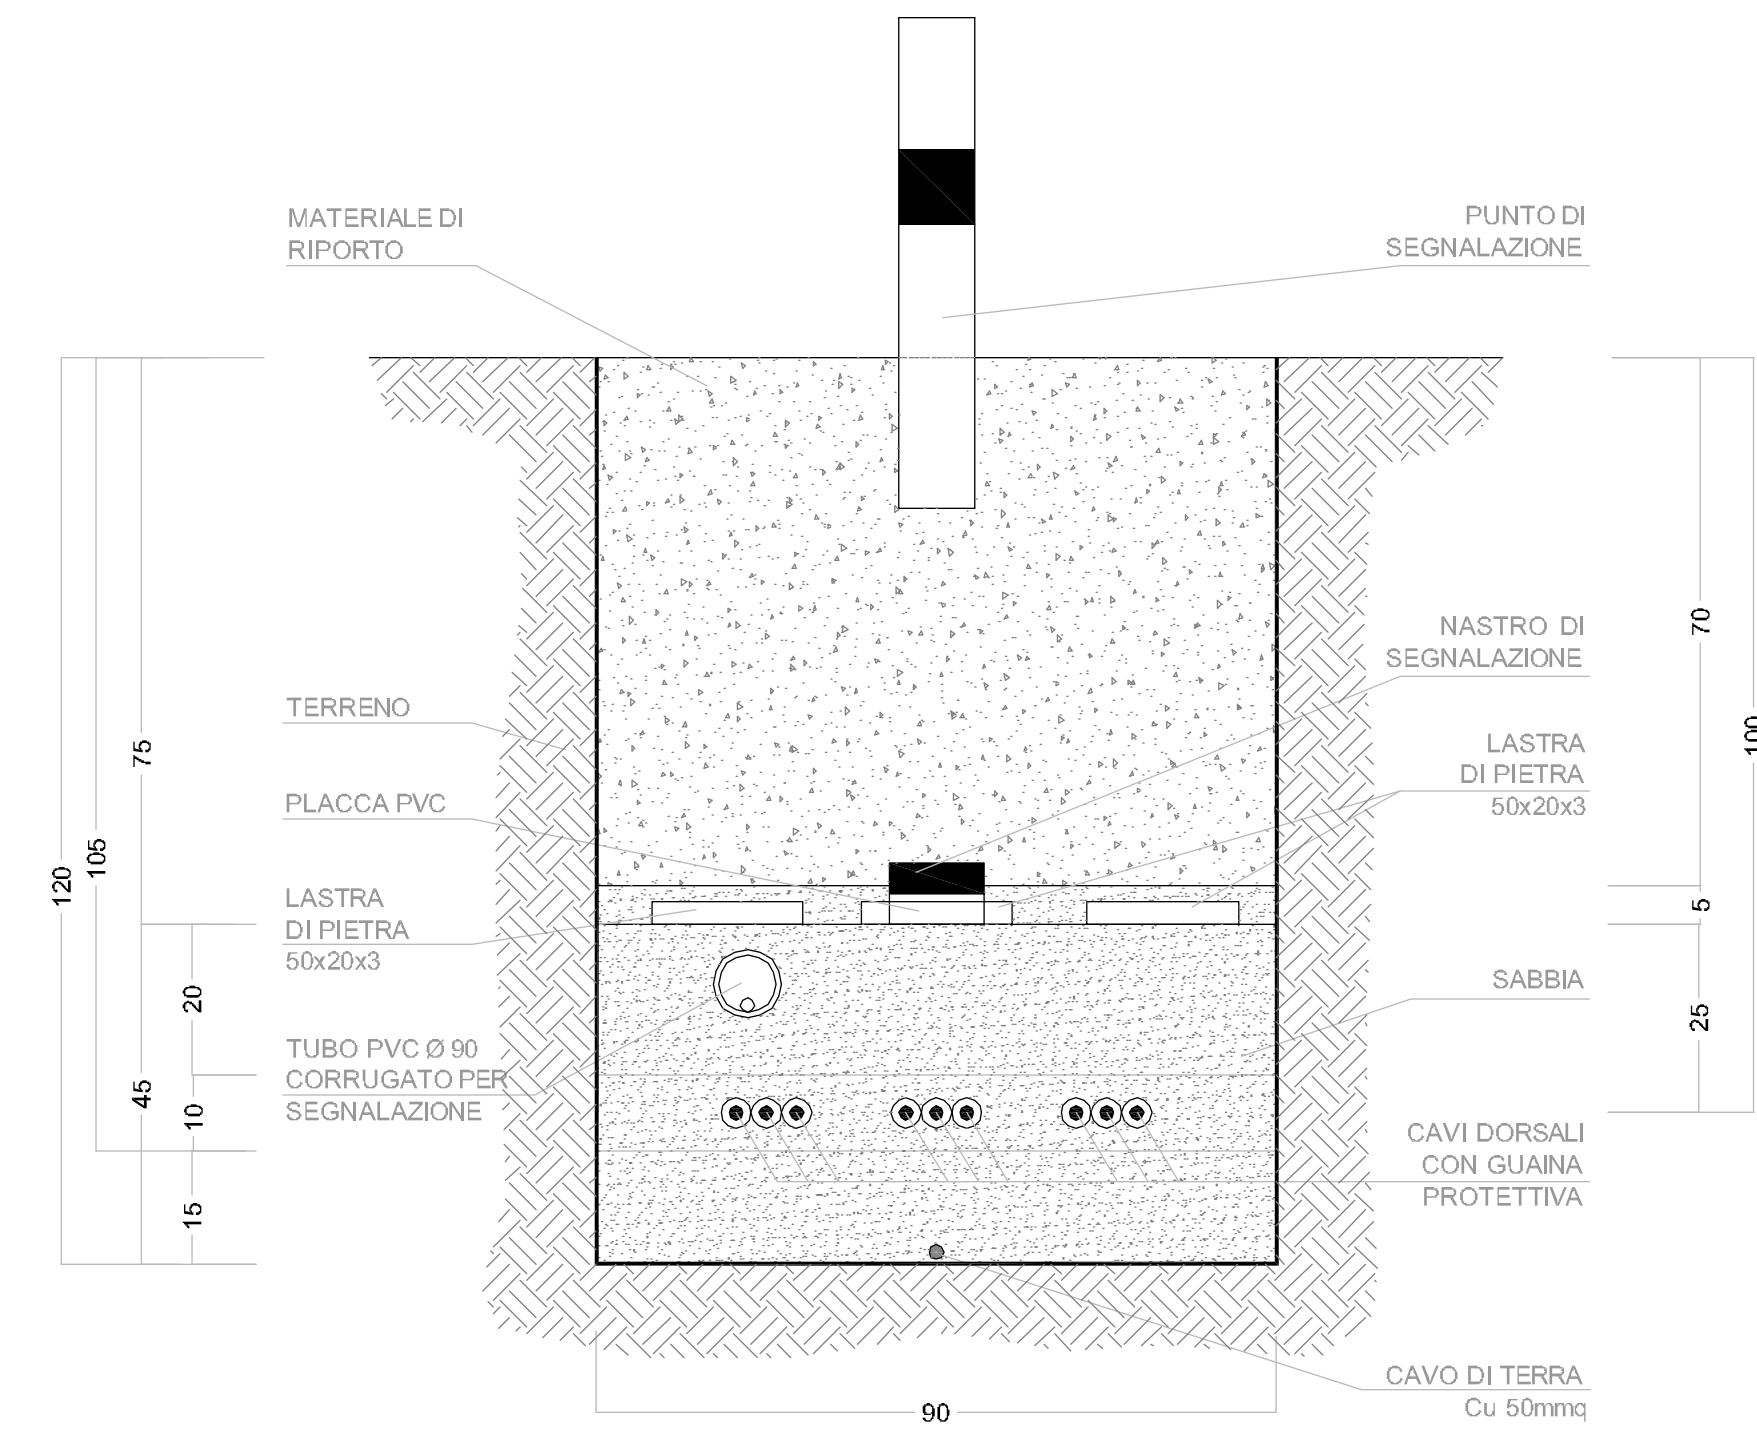 MATERIALE DI
RIPORTO
PUNTO DI
SEGNALAZIONE
NASTRO DI
SEGNALAZIONE
TERRENO
LASTRA
DI PIETRA
50x20x3
PLACCA PVC
LASTRA
DI PIETRA
50x20x3
SABBIA
TUBO PVC Ø 90
CORRUGATO PER
SEGNALAZIONE
CAVI DORSALI
CON GUAINA
PROTETTIVA
CAVO DI TERRA
Cu 50mmq
120
105
75
45
20
10
15
70
5
25
100
90